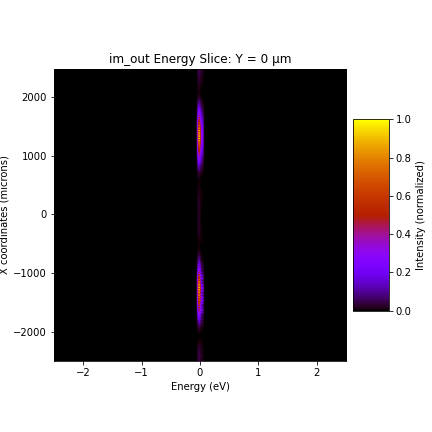 im_out Energy Slice: Y = 0 μm
2000
1000
0
−1000
−2000
X coordinates (microns)
−2 −1 0 1 2
Energy (eV)
1.0
0.8
0.6
0.4
0.2
0.0
Intensity (normalized)